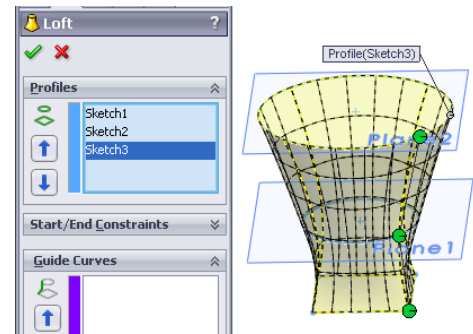 Loft ?
Profiles
Sketch1
Sketch2
Sketch3
Start/End Constraints
Guide Curves
Profile(Sketch3)
Plane2
Plane1